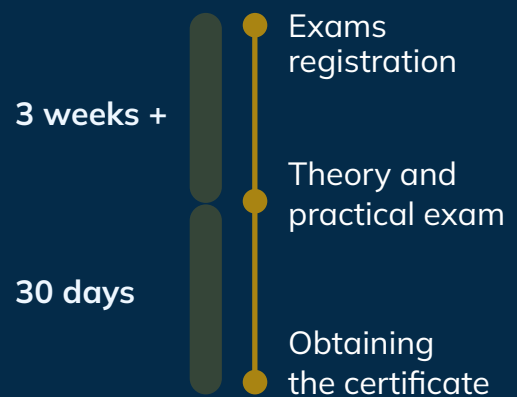 Exams
registration
3 weeks +
Theory and
practical exam
30 days
Obtaining
the certificate